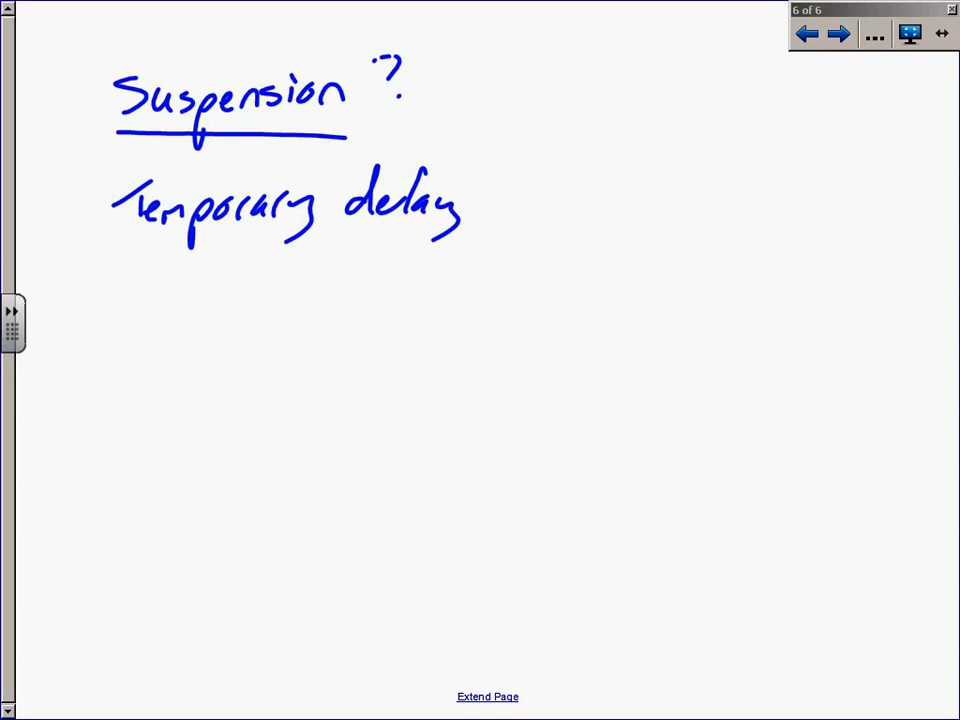 6 of 6
Suspension ?
Temporary delay
Extend Page